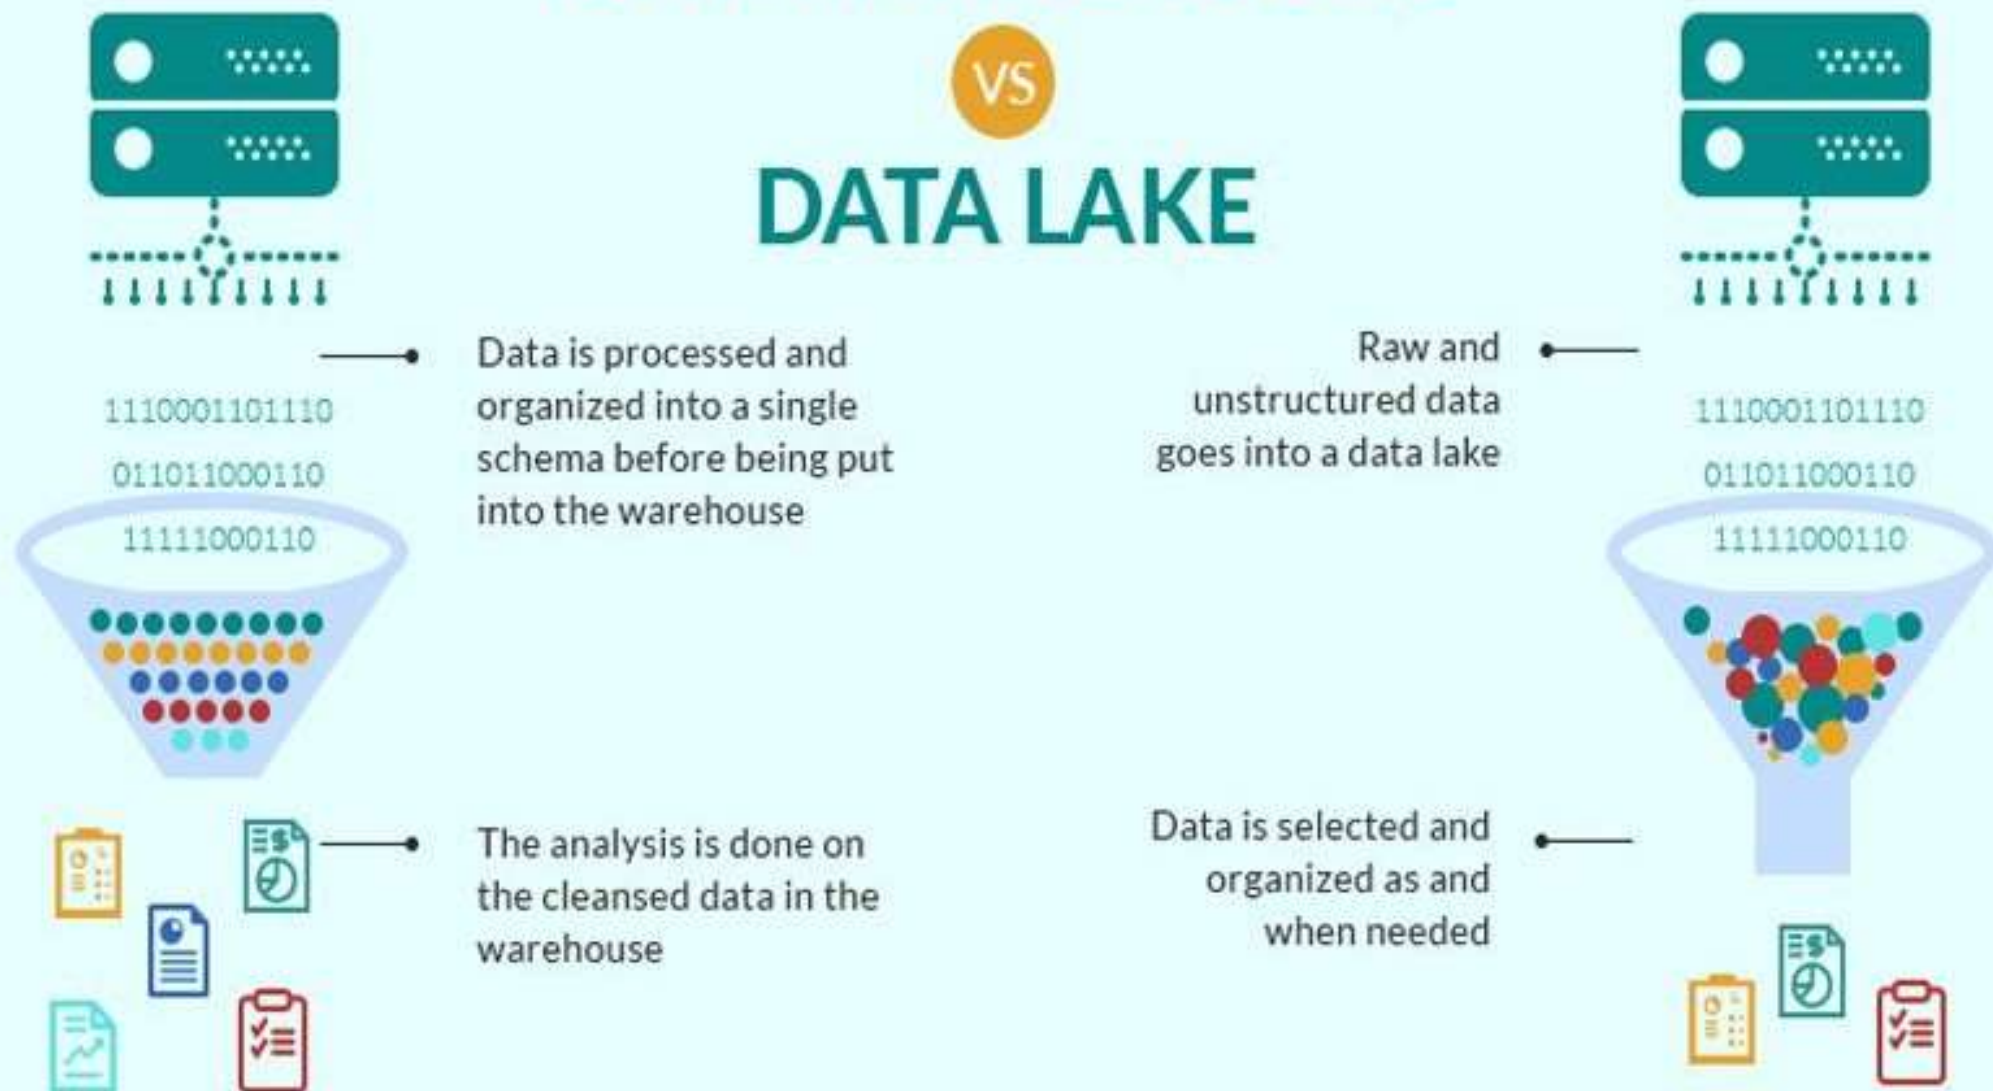 VS
DATA LAKE
Data is processed and
organized into a single
schema before being put
into the warehouse
1110001101110
011011000110
11111000110
Raw and
unstructured data
goes into a data lake
1110001101110
011011000110
11111000110
The analysis is done on
the cleansed data in the
warehouse
Data is selected and
organized as and
when needed
$
$